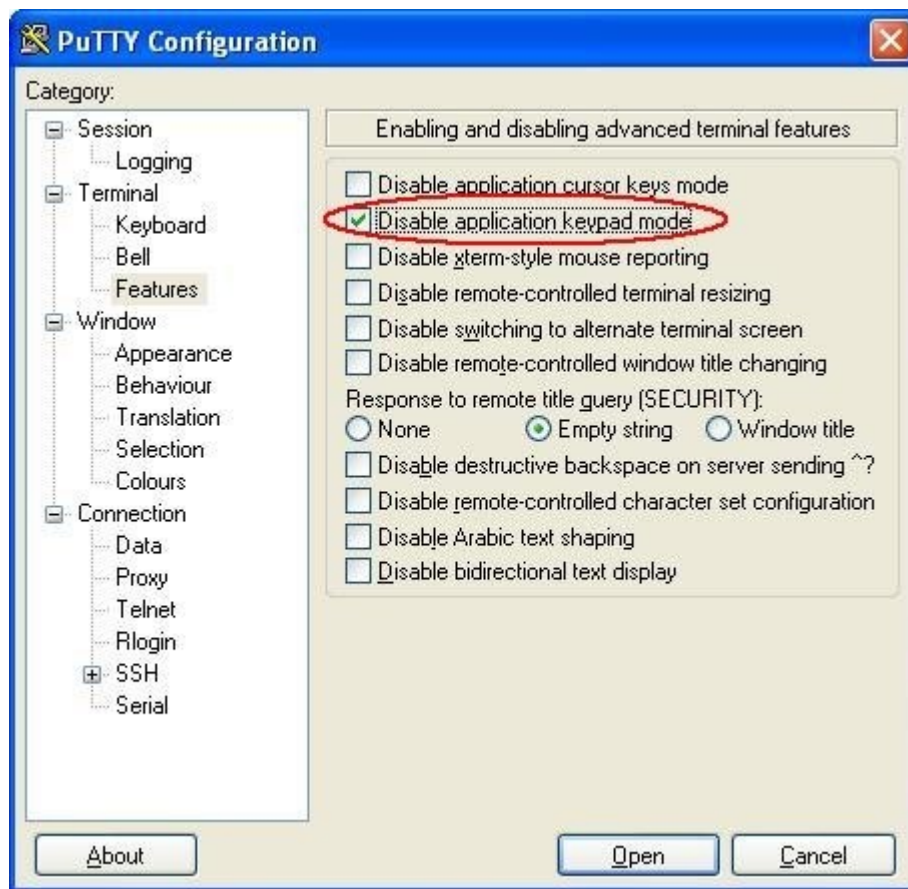 PuTTY Configuration
Category:
Session
Logging
Terminal
Keyboard
Bell
Features
Window
Appearance
Behaviour
Translation
Selection
Colours
Connection
Data
Proxy
Telnet
Rlogin
SSH
Serial
Enabling and disabling advanced terminal features
Disable application cursor keys mode
Disable application keypad mode
Disable xterm-style mouse reporting
Disable remote-controlled terminal resizing
Disable switching to alternate terminal screen
Disable remote-controlled window title changing
Response to remote title query (SECURITY):
None Empty string Window title
Disable destructive backspace on server sending ^?
Disable remote-controlled character set configuration
Disable Arabic text shaping
Disable bidirectional text display
About Open Cancel